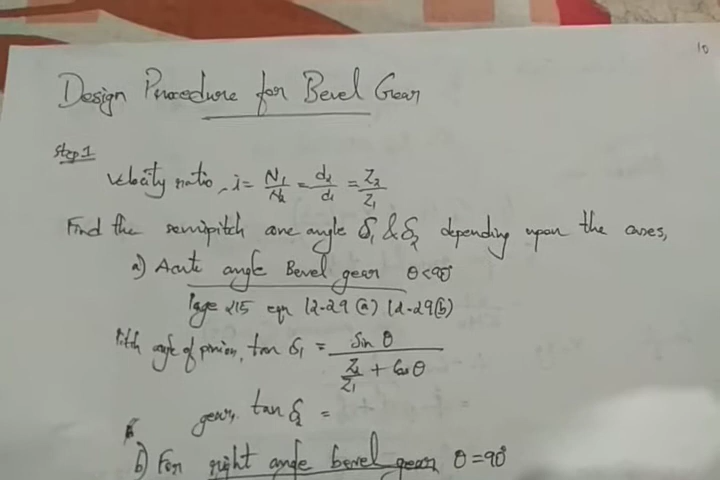 10
Design Procedure for Bevel Gear
Step 1
Velocity ratio, i = N1/N2 = d2/d1 = Z2/Z1
Find the semipitch cone angle δ1 & δ2 depending upon the cases,
a) Acute angle Bevel gear θ<90°
Page 215 eqn 12-29 (a) 12-29(b)
Pitch angle of pinion, tan δ1 = Sin θ / (Z2/Z1 + Cos θ)
gear, tan δ2 =
b) For right angle bevel gear θ=90°